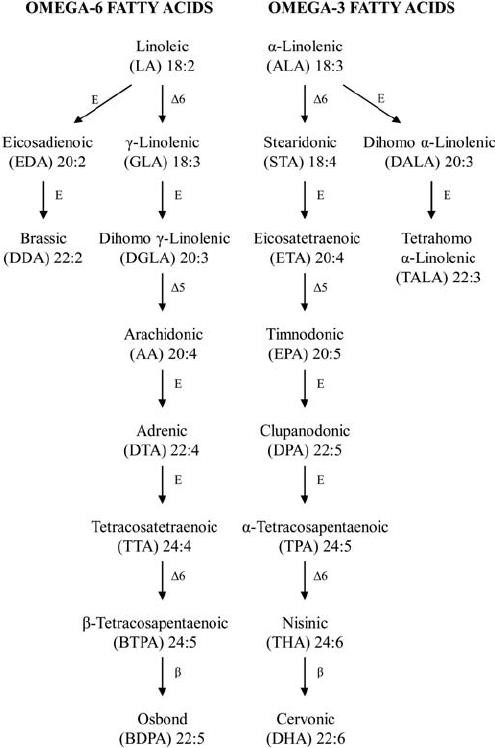 OMEGA-6 FATTY ACIDS OMEGA-3 FATTY ACIDS
Linoleic α-Linolenic
(LA) 18:2 (ALA) 18:3
E Δ6 Δ6 E
Eicosadienoic γ-Linolenic Stearidonic Dihomo α-Linolenic
(EDA) 20:2 (GLA) 18:3 (STA) 18:4 (DALA) 20:3
E E E E
Brassic Dihomo γ-Linolenic Eicosatetraenoic Tetrahomo
(DDA) 22:2 (DGLA) 20:3 (ETA) 20:4 α-Linolenic
(TALA) 22:3
Δ5 Δ5
Arachidonic Timnodonic
(AA) 20:4 (EPA) 20:5
E E
Adrenic Clupanodonic
(DTA) 22:4 (DPA) 22:5
E E
Tetracosatetraenoic α-Tetracosapentaenoic
(TTA) 24:4 (TPA) 24:5
Δ6 Δ6
β-Tetracosapentaenoic Nisinic
(BTPA) 24:5 (THA) 24:6
β β
Osbond Cervonic
(BDPA) 22:5 (DHA) 22:6